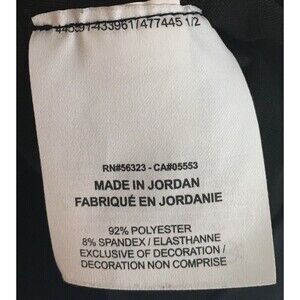 RN#56323 - CA#05553
MADE IN JORDAN
FABRIQUÉ EN JORDANIE
92% POLYESTER
8% SPANDEX / ELASTHANNE
EXCLUSIVE OF DECORATION /
DECORATION NON COMPRISE